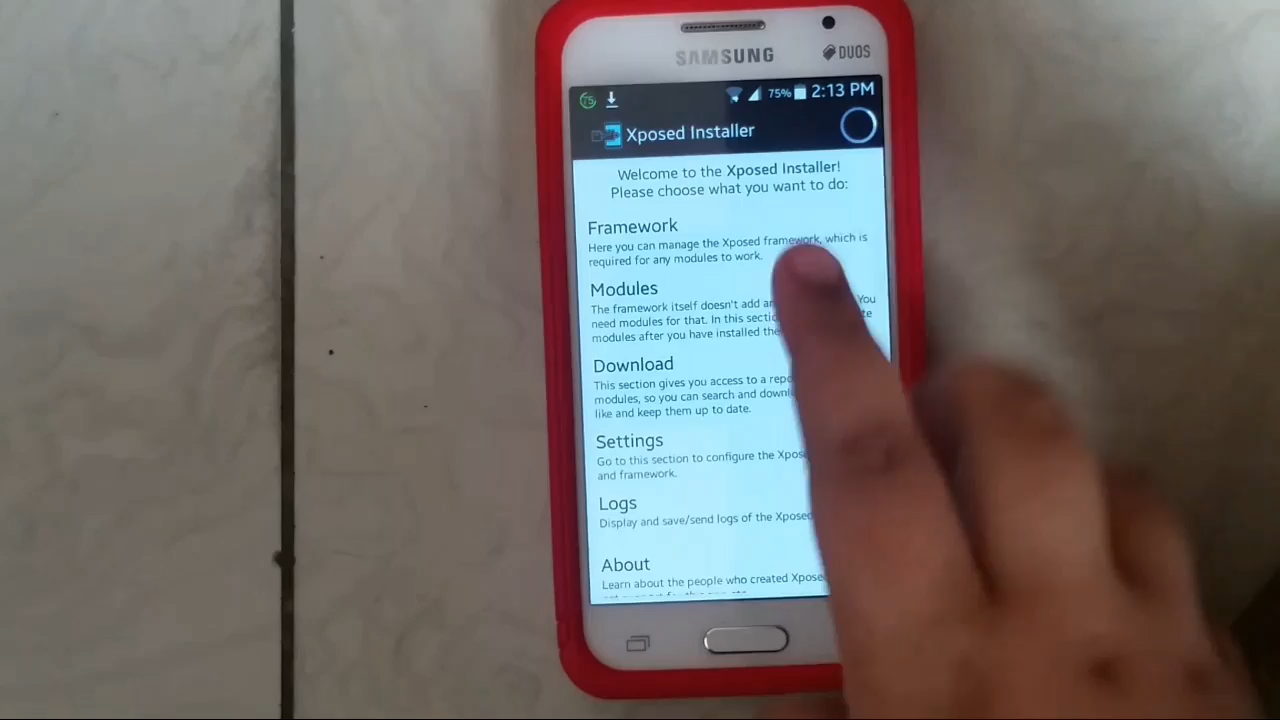 SAMSUNG
DUOS
75% 2:13 PM
Xposed Installer
Welcome to the Xposed Installer!
Please choose what you want to do:
Framework
Here you can manage the Xposed framework, which is
required for any modules to work.
Modules
The framework itself doesn't add You
need modules for that. In this
modules after you have installed
Download
This section gives you access to a
modules, so you can search and
like and keep them up to date.
Settings
Go to this section to configure the
and framework.
Logs
Display and save/send logs of the Xposed
About
Learn about the people who created